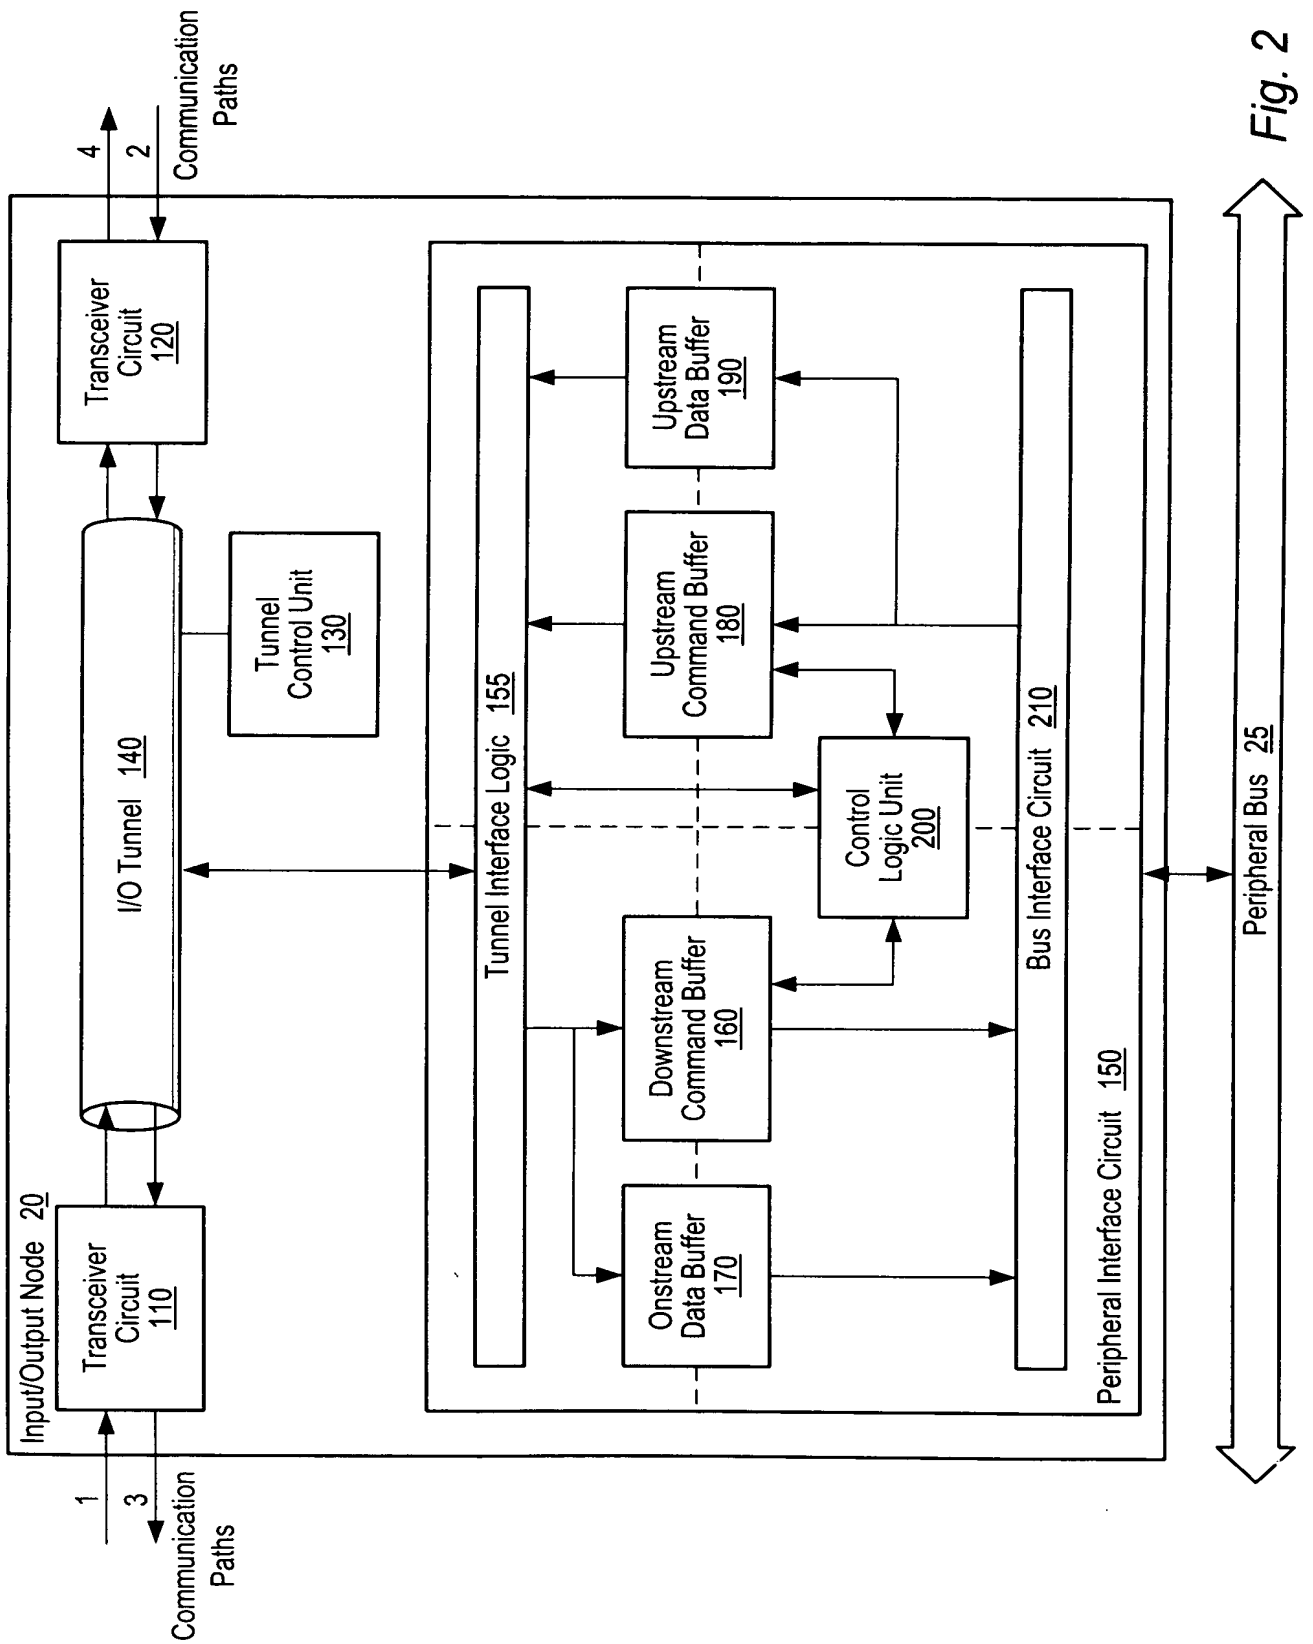 Input/Output Node 20
1
3
Communication
Paths
Transceiver
Circuit
110
I/O Tunnel 140
Transceiver
Circuit
120
4
2
Communication
Paths
Tunnel
Control Unit
130
Tunnel Interface Logic 155
Onstream
Data Buffer
170
Downstream
Command Buffer
160
Upstream
Command Buffer
180
Upstream
Data Buffer
190
Control
Logic Unit
200
Bus Interface Circuit 210
Peripheral Interface Circuit 150
Peripheral Bus 25
Fig. 2